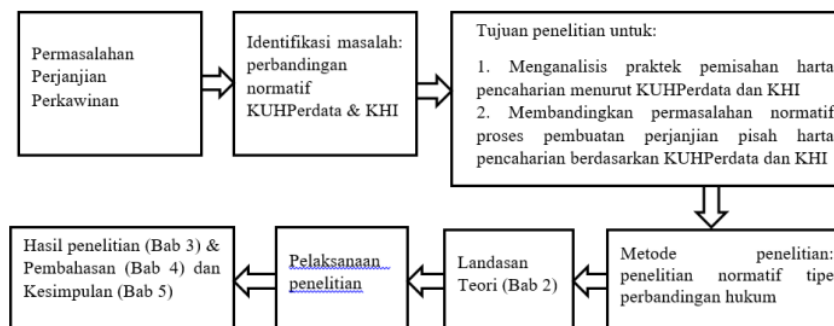 Permasalahan
Perjanjian
Perkawinan
Identifikasi masalah:
perbandingan
normatif
KUHPerdata & KHI
Tujuan penelitian untuk:
1. Menganalisis praktek pemisahan harta
pencaharian menurut KUHPerdata dan KHI
2. Membandingkan permasalahan normatif
proses pembuatan perjanjian pisah harta
pencaharian berdasarkan KUHPerdata dan KHI
Metode penelitian:
penelitian normatif tipe
perbandingan hukum
Landasan
Teori (Bab 2)
Pelaksanaan
penelitian
Hasil penelitian (Bab 3) &
Pembahasan (Bab 4) dan
Kesimpulan (Bab 5)